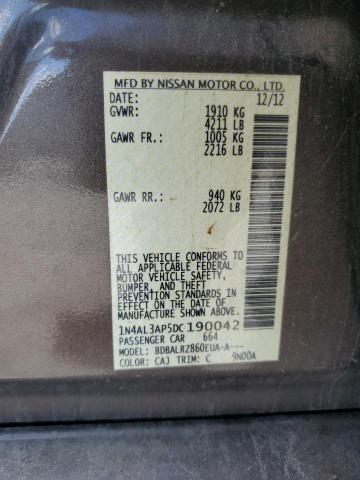 MFD BY NISSAN MOTOR CO., LTD.
DATE: 12/12
GVWR: 1910 KG
4211 LB
GAWR FR.: 1005 KG
2216 LB
GAWR RR.: 940 KG
2072 LB
THIS VEHICLE CONFORMS TO
ALL APPLICABLE FEDERAL
MOTOR VEHICLE SAFETY,
BUMPER, AND THEFT
PREVENTION STANDARDS
IN EFFECT ON THE DATE OF
MANUFACTURE SHOWN ABOVE.
1N4AL3AP5DC190042
PASSENGER CAR 664
MODEL: BDBALRZ860EUA-A---
COLOR: CAJ TRIM: C 9N00A